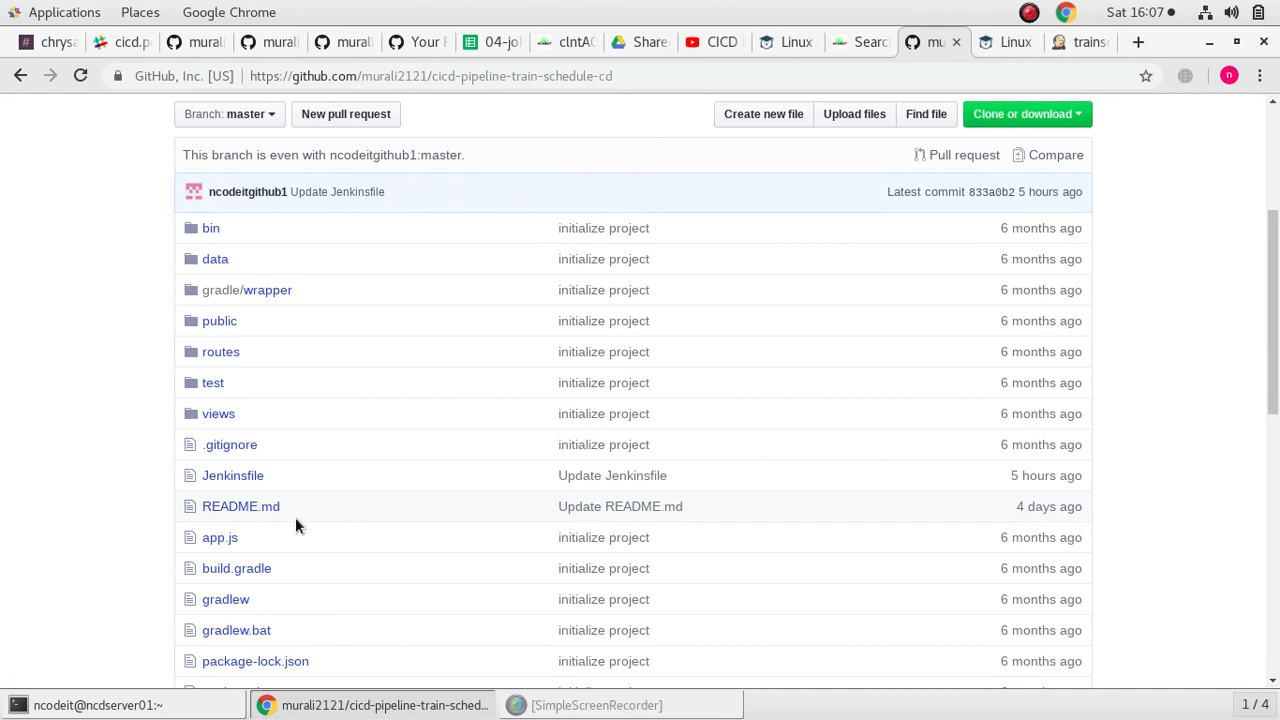 Applications Places Google Chrome Sat 16:07
chrysa cicd.p murali murali murali Your F 04-jol clntAC Share CICD Linux Searc mu Linux trains
GitHub, Inc. [US] https://github.com/murali2121/cicd-pipeline-train-schedule-cd n
Branch: master New pull request Create new file Upload files Find file Clone or download
This branch is even with ncodeitgithub1:master. Pull request Compare
ncodeitgithub1 Update Jenkinsfile Latest commit 833a0b2 5 hours ago
bin initialize project 6 months ago
data initialize project 6 months ago
gradle/wrapper initialize project 6 months ago
public initialize project 6 months ago
routes initialize project 6 months ago
test initialize project 6 months ago
views initialize project 6 months ago
.gitignore initialize project 6 months ago
Jenkinsfile Update Jenkinsfile 5 hours ago
README.md Update README.md 4 days ago
app.js initialize project 6 months ago
build.gradle initialize project 6 months ago
gradlew initialize project 6 months ago
gradlew.bat initialize project 6 months ago
package-lock.json initialize project 6 months ago
ncodeit@ncdserver01:~ murali2121/cicd-pipeline-train-sched... [SimpleScreenRecorder] 1 / 4